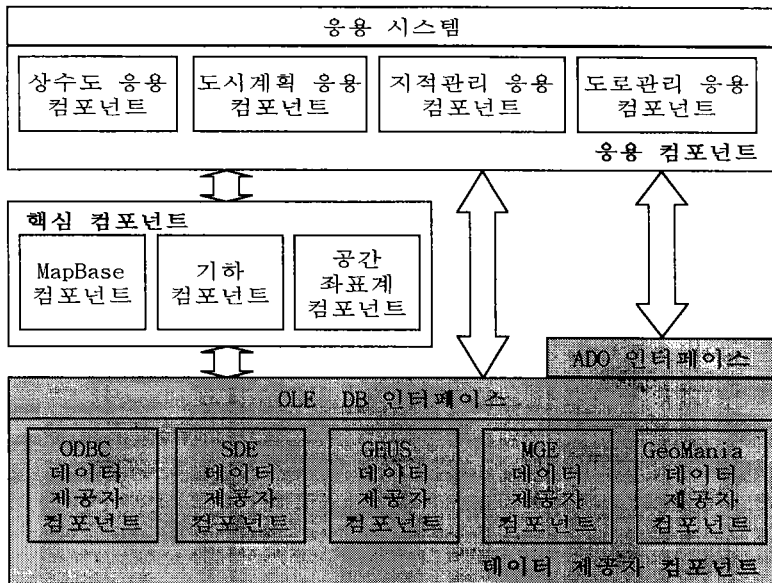 응용 시스템
상수도 응용
컴포넌트
도시계획 응용
컴포넌트
지적관리 응용
컴포넌트
도로관리 응용
컴포넌트
응용 컴포넌트
핵심 컴포넌트
MapBase
컴포넌트
기하
컴포넌트
공간
좌표계
컴포넌트
ADO 인터페이스
OLE DB 인터페이스
ODBC
데이터
제공자
컴포넌트
SDE
데이터
제공자
컴포넌트
GEUS
데이터
제공자
컴포넌트
MGE
데이터
제공자
컴포넌트
GeoMania
데이터
제공자
컴포넌트
데이터 제공자 컴포넌트